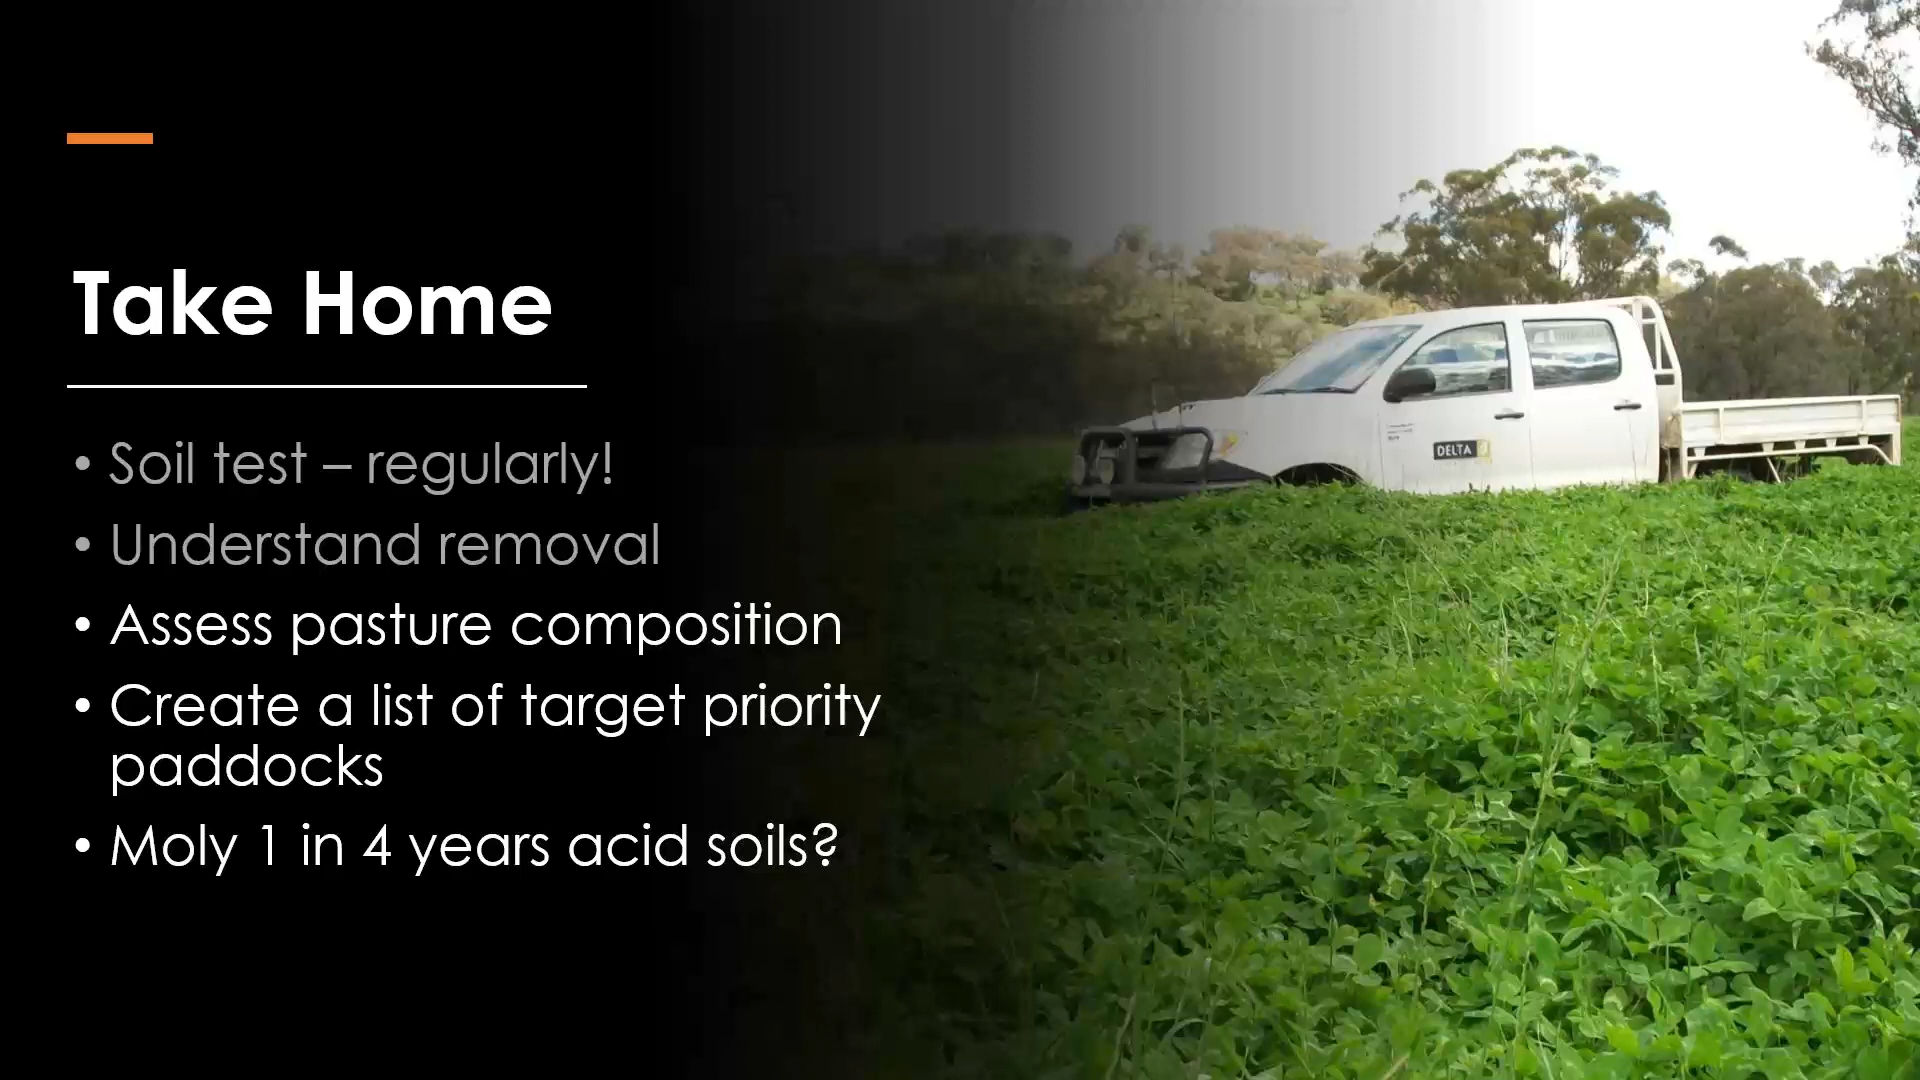 Take Home
• Soil test – regularly!
• Understand removal
• Assess pasture composition
• Create a list of target priority
paddocks
• Moly 1 in 4 years acid soils?
DELTA